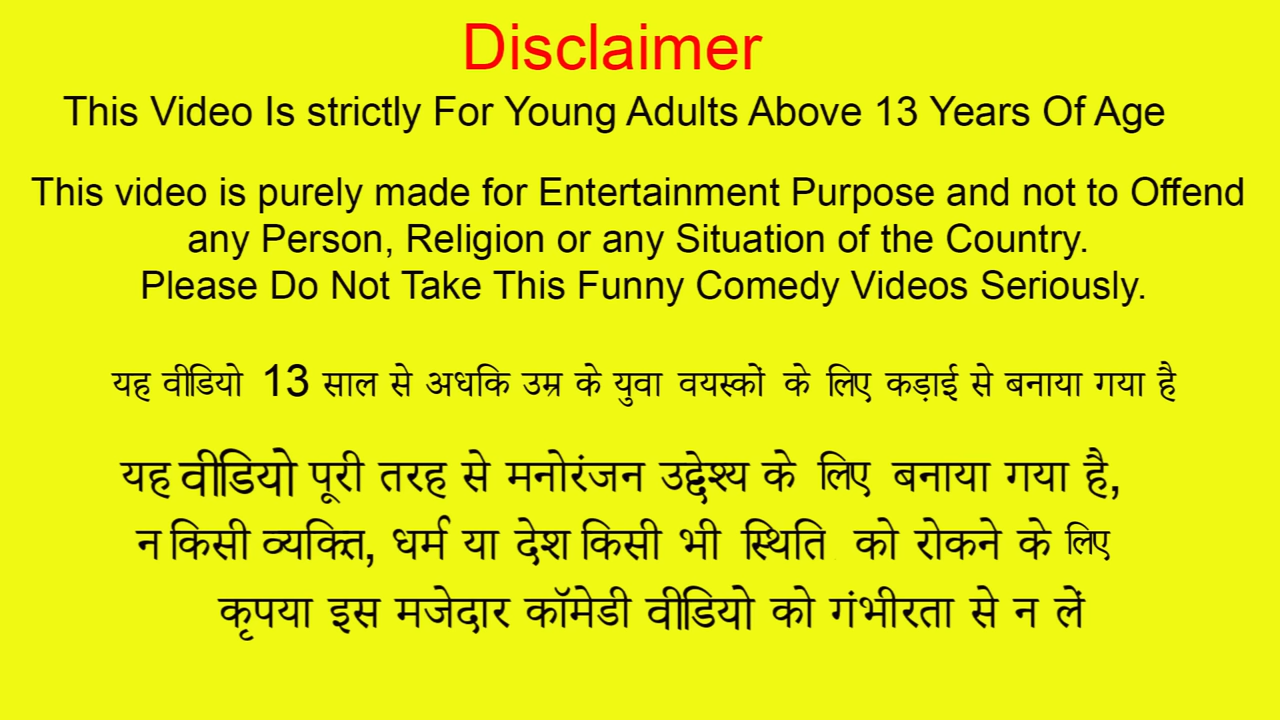 Disclaimer
This Video Is strictly For Young Adults Above 13 Years Of Age
This video is purely made for Entertainment Purpose and not to Offend
any Person, Religion or any Situation of the Country.
Please Do Not Take This Funny Comedy Videos Seriously.
यह वीडियो 13 साल से अधकि उम्र के युवा वयस्कों के लिए कड़ाई से बनाया गया है
यह वीडियो पूरी तरह से मनोरंजन उद्देश्य के लिए बनाया गया है,
न किसी व्यक्ति, धर्म या देश किसी भी स्थिति को रोकने के लिए
कृपया इस मजेदार कॉमेडी वीडियो को गंभीरता से न लें